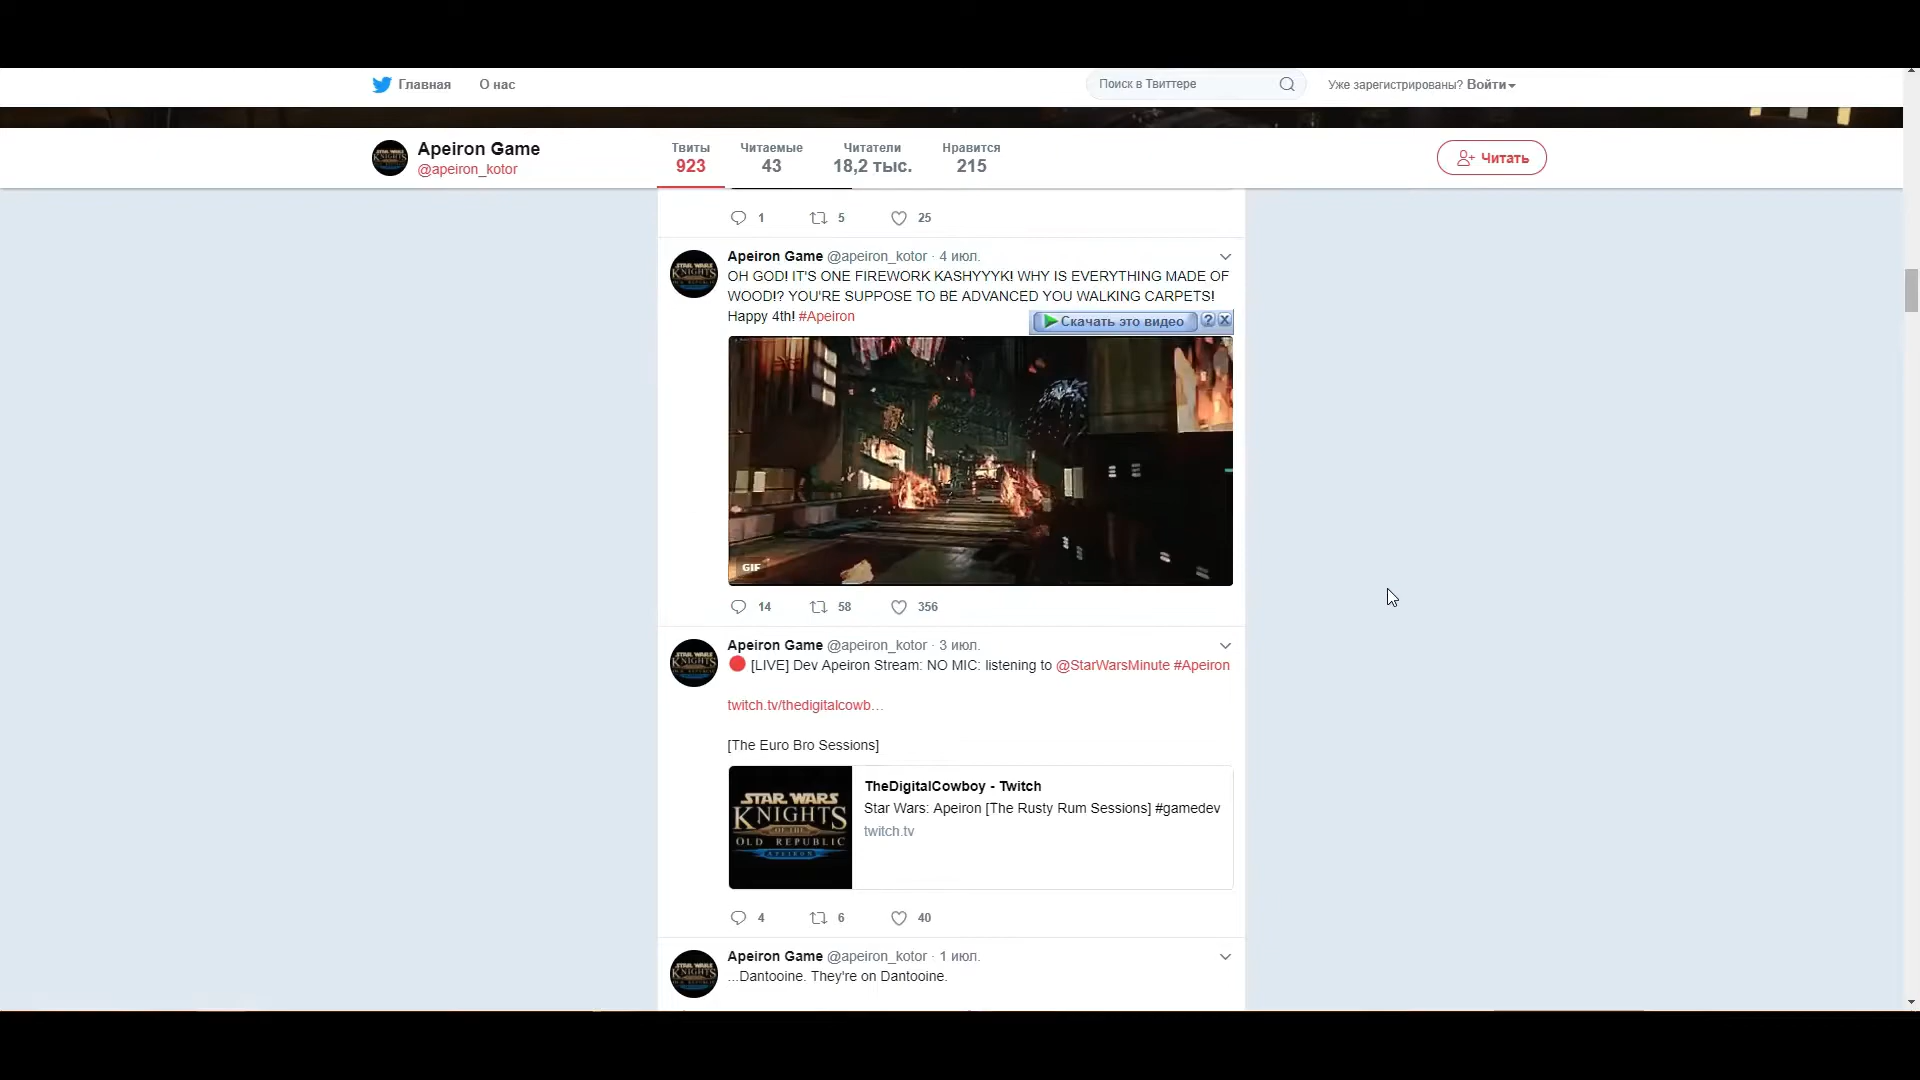 Главная
О нас
Поиск в Твиттере
Уже зарегистрированы? Войти
Apeiron Game
@apeiron_kotor
Твиты
923
Читаемые
43
Читатели
18,2 тыс.
Нравится
215
Читать
1
5
25
Apeiron Game @apeiron_kotor · 4 июл.
OH GOD! IT'S ONE FIREWORK KASHYYYK! WHY IS EVERYTHING MADE OF
WOOD!? YOU'RE SUPPOSE TO BE ADVANCED YOU WALKING CARPETS!
Happy 4th! #Apeiron
Скачать это видео
?
GIF
14
58
356
Apeiron Game @apeiron_kotor · 3 июл.
[LIVE] Dev Apeiron Stream: NO MIC: listening to @StarWarsMinute #Apeiron
twitch.tv/thedigitalcowb…
[The Euro Bro Sessions]
STAR WARS
KNIGHTS
OF THE
OLD REPUBLIC
APEIRON
TheDigitalCowboy - Twitch
Star Wars: Apeiron [The Rusty Rum Sessions] #gamedev
twitch.tv
4
6
40
Apeiron Game @apeiron_kotor · 1 июл.
...Dantooine. They're on Dantooine.